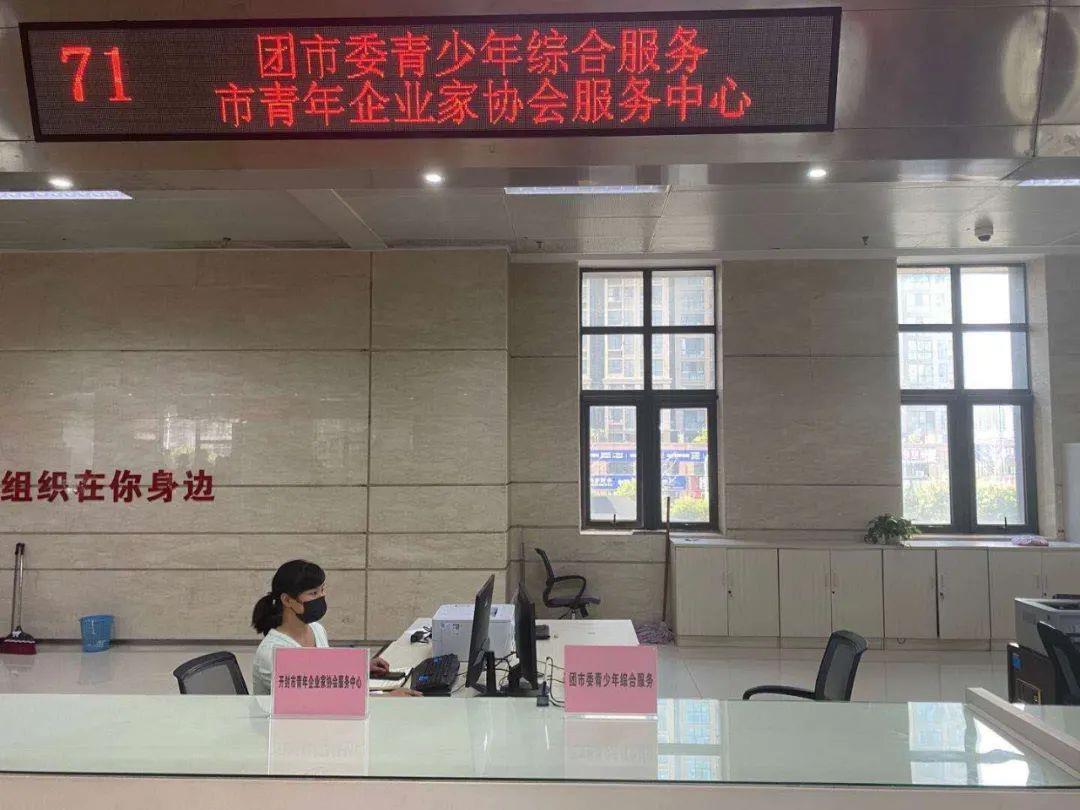 71
团市委青少年综合服务
市青年企业家协会服务中心
组织在你身边
开封市青年企业家协会服务中心
团市委青少年综合服务